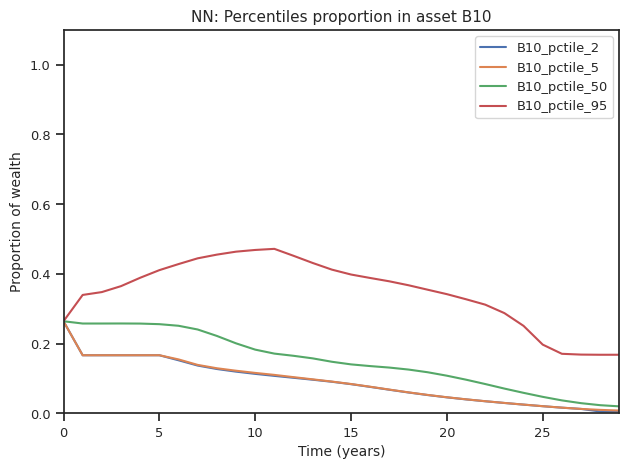 NN: Percentiles proportion in asset B10
B10_pctile_2
B10_pctile_5
B10_pctile_50
B10_pctile_95
Proportion of wealth
1.0
0.8
0.6
0.4
0.2
0.0
0 5 10 15 20 25
Time (years)